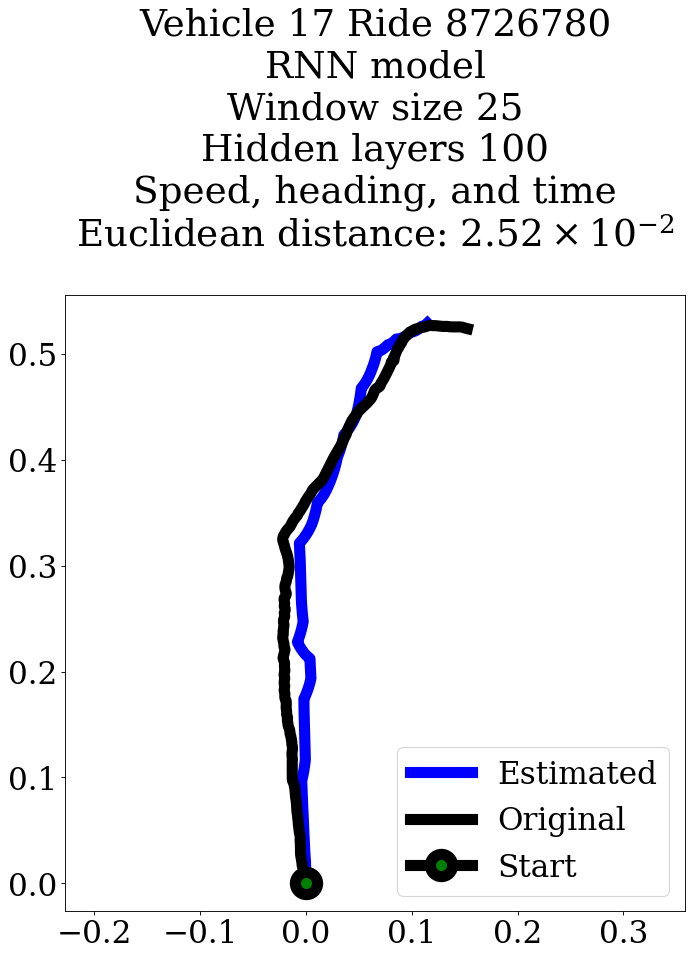 Vehicle 17 Ride 8726780
RNN model
Window size 25
Hidden layers 100
Speed, heading, and time
Euclidean distance: 2.52 × 10⁻²
0.5
0.4
0.3
0.2
0.1
0.0
Estimated
Original
Start
−0.2 −0.1 0.0 0.1 0.2 0.3